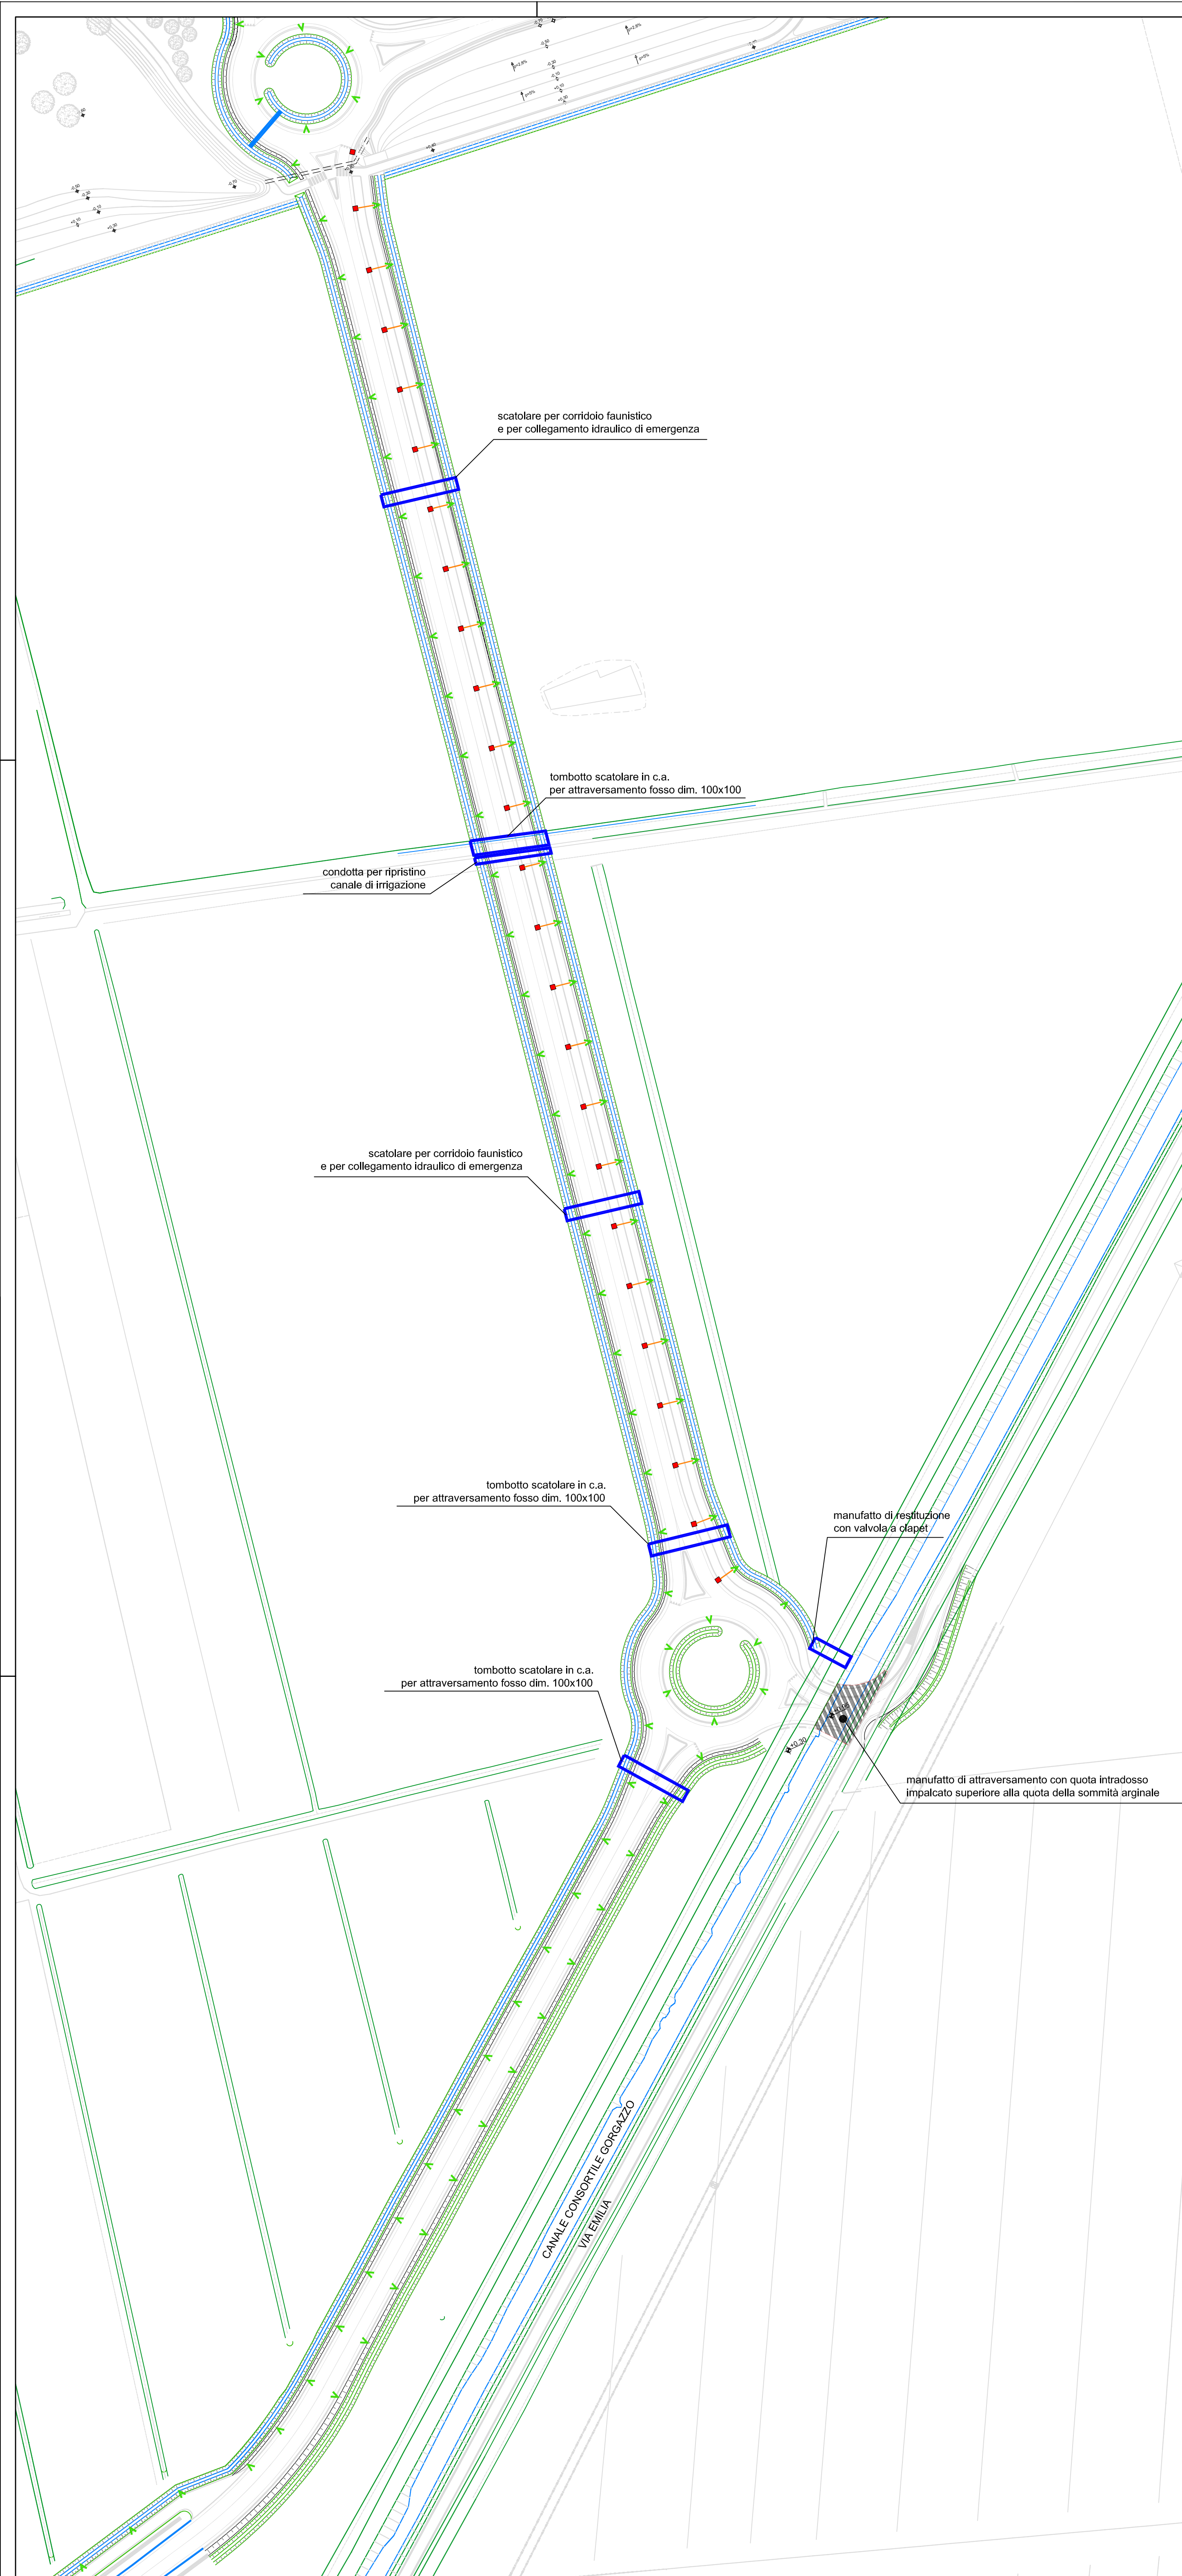 scatolare per corridoio faunistico
e per collegamento idraulico di emergenza
tombotto scatolare in c.a.
per attraversamento fosso dim. 100x100
condotta per ripristino
canale di irrigazione
scatolare per corridoio faunistico
e per collegamento idraulico di emergenza
tombotto scatolare in c.a.
per attraversamento fosso dim. 100x100
manufatto di restituzione
con valvola a clapet
tombotto scatolare in c.a.
per attraversamento fosso dim. 100x100
+0.30
manufatto di attraversamento con quota intradosso
impalcato superiore alla quota della sommità arginale
CANALE CONSORTILE GORGAZZO
VIA EMILIA